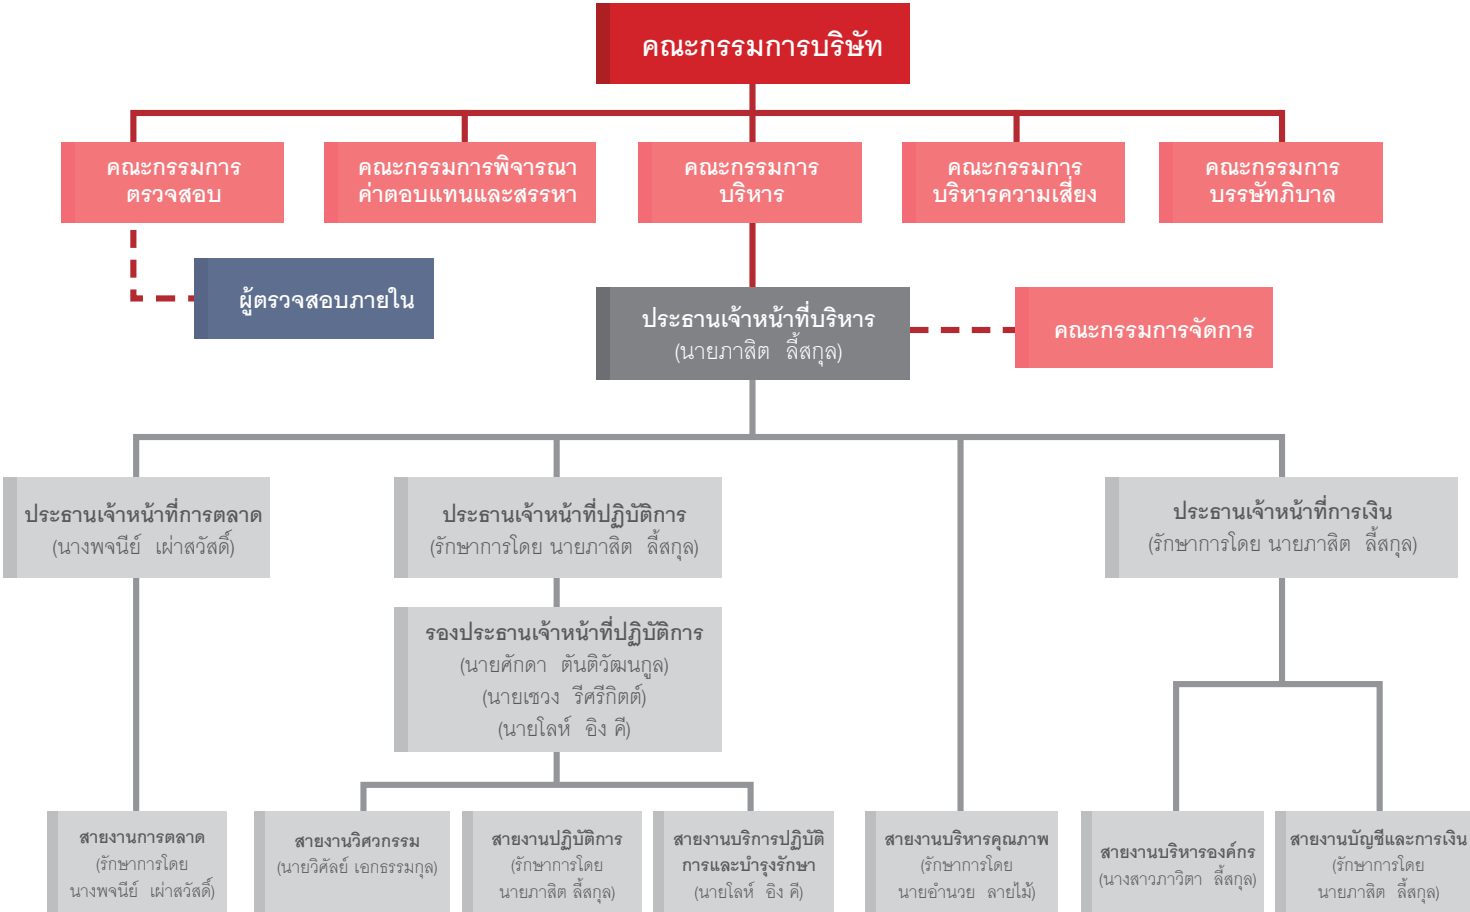 คณะกรรมการบริษัท
คณะกรรมการ
ตรวจสอบ
คณะกรรมการพิจารณา
ค่าตอบแทนและสรรหา
คณะกรรมการ
บริหาร
คณะกรรมการ
บริหารความเสี่ยง
คณะกรรมการ
บรรษัทภิบาล
ผู้ตรวจสอบภายใน
ประธานเจ้าหน้าที่บริหาร
(นายภาสิต ลี้สกุล)
คณะกรรมการจัดการ
ประธานเจ้าหน้าที่การตลาด
(นางพจนีย์ เผ่าสวัสดิ์)
ประธานเจ้าหน้าที่ปฏิบัติการ
(รักษาการโดย นายภาสิต ลี้สกุล)
ประธานเจ้าหน้าที่การเงิน
(รักษาการโดย นายภาสิต ลี้สกุล)
รองประธานเจ้าหน้าที่ปฏิบัติการ
(นายศักดา ตันติวัฒนกูล)
(นายเชวง รีศรีกิตต์)
(นายโลห์ อิง คี)
สายงานการตลาด
(รักษาการโดย
นางพจนีย์ เผ่าสวัสดิ์)
สายงานวิศวกรรม
(นายวิศัลย์ เอกธรรมกุล)
สายงานปฏิบัติการ
(รักษาการโดย
นายภาสิต ลี้สกุล)
สายงานบริการปฏิบัติ
การและบำรุงรักษา
(นายโลห์ อิง คี)
สายงานบริหารคุณภาพ
(รักษาการโดย
นายอำนวย ลายไม้)
สายงานบริหารองค์กร
(นางสาวภาวิตา ลี้สกุล)
สายงานบัญชีและการเงิน
(รักษาการโดย
นายภาสิต ลี้สกุล)